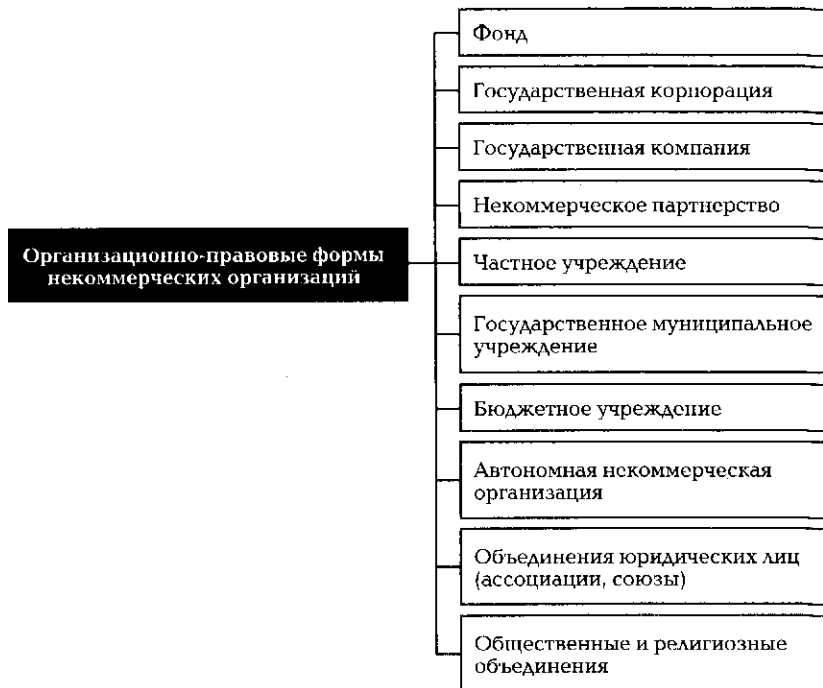 Фонд
Государственная корпорация
Государственная компания
Некоммерческое партнерство
Организационно-правовые формы
некоммерческих организаций
Частное учреждение
Государственное муниципальное
учреждение
Бюджетное учреждение
Автономная некоммерческая
организация
Объединения юридических лиц
(ассоциации, союзы)
Общественные и религиозные
объединения